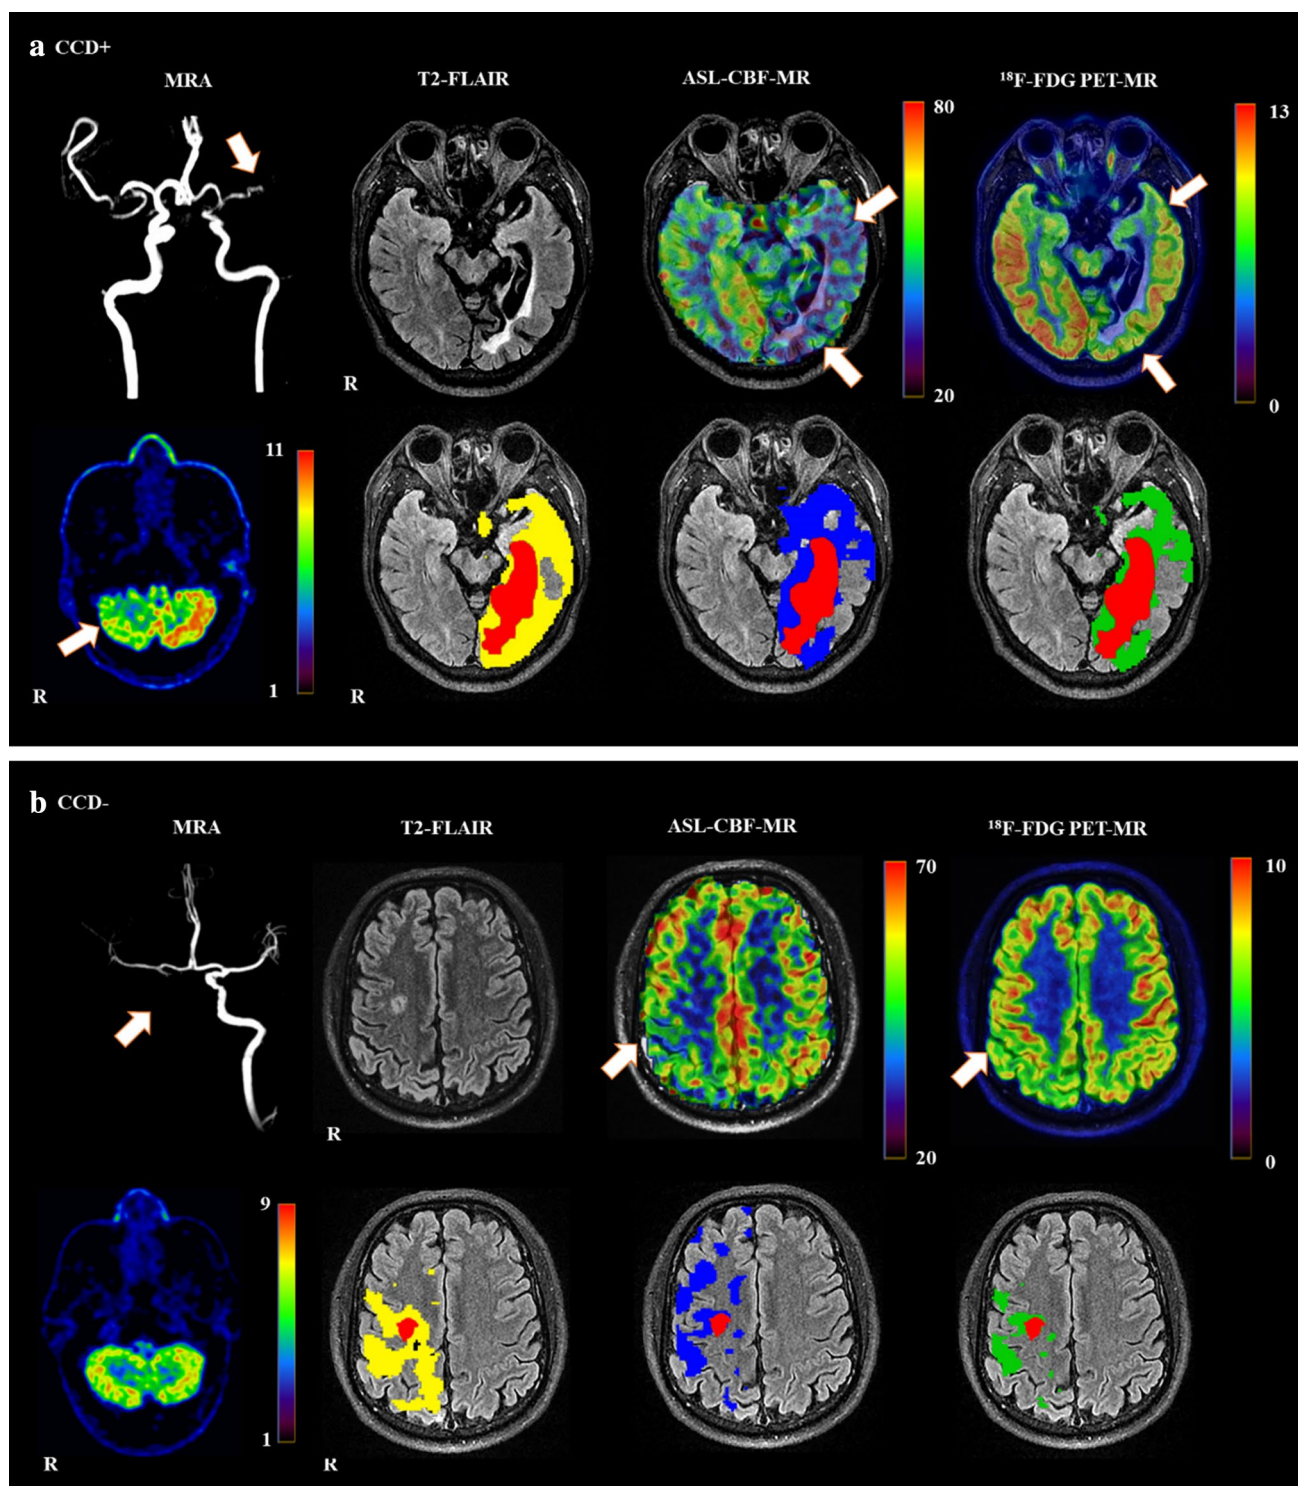 a CCD+
MRA T2-FLAIR ASL-CBF-MR ¹⁸F-FDG PET-MR
80 13
R 20 0
11
1
R R
b CCD-
MRA T2-FLAIR ASL-CBF-MR ¹⁸F-FDG PET-MR
70 10
R 20 0
9
1
R R